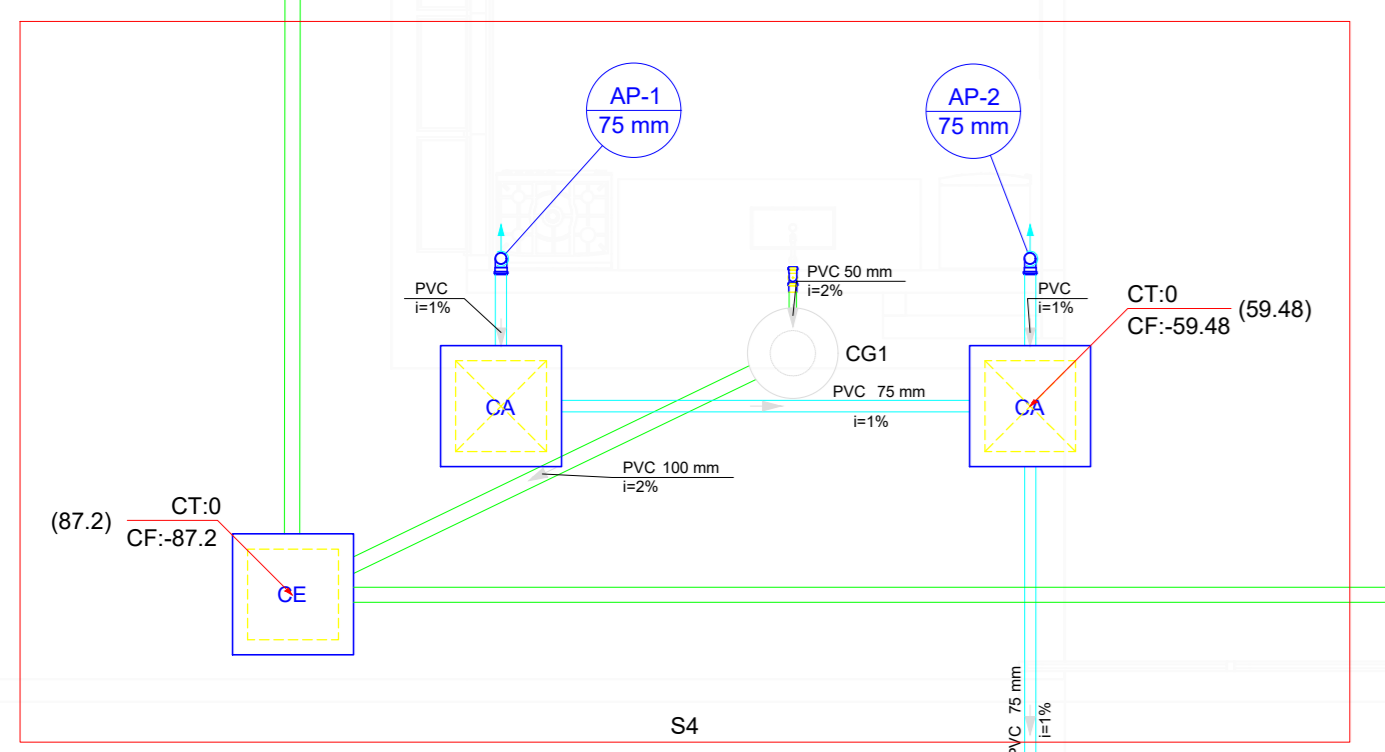 AP-1
75 mm
AP-2
75 mm
PVC
i=1%
PVC 50 mm
i=2%
PVC
i=1%
CT:0
CF:-59.48
(59.48)
CG1
CA
PVC 75 mm
i=1%
CA
PVC 100 mm
i=2%
(87.2)
CT:0
CF:-87.2
CE
PVC 75 mm
i=1%
S4